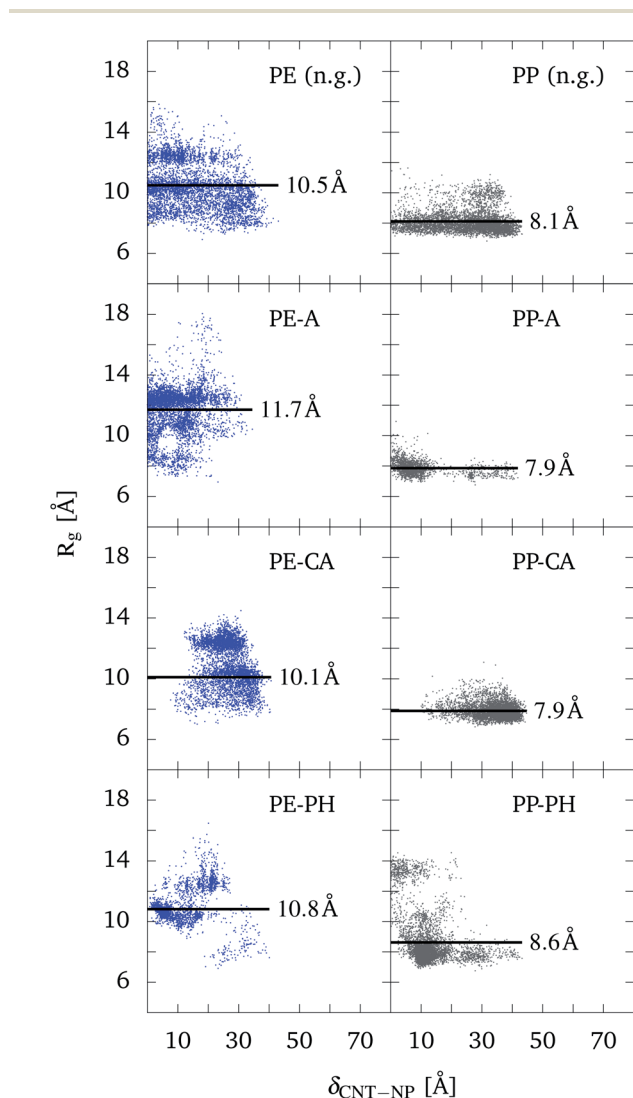 PE (n.g.) PP (n.g.)
18
14
10
6
10.5Å 8.1Å
PE-A PP-A
18
14
10
6
11.7Å 7.9Å
R_g [Å]
PE-CA PP-CA
18
14
10
6
10.1Å 7.9Å
PE-PH PP-PH
18
14
10
6
10.8Å 8.6Å
10 30 50 70 10 30 50 70
δ_CNT−NP [Å]